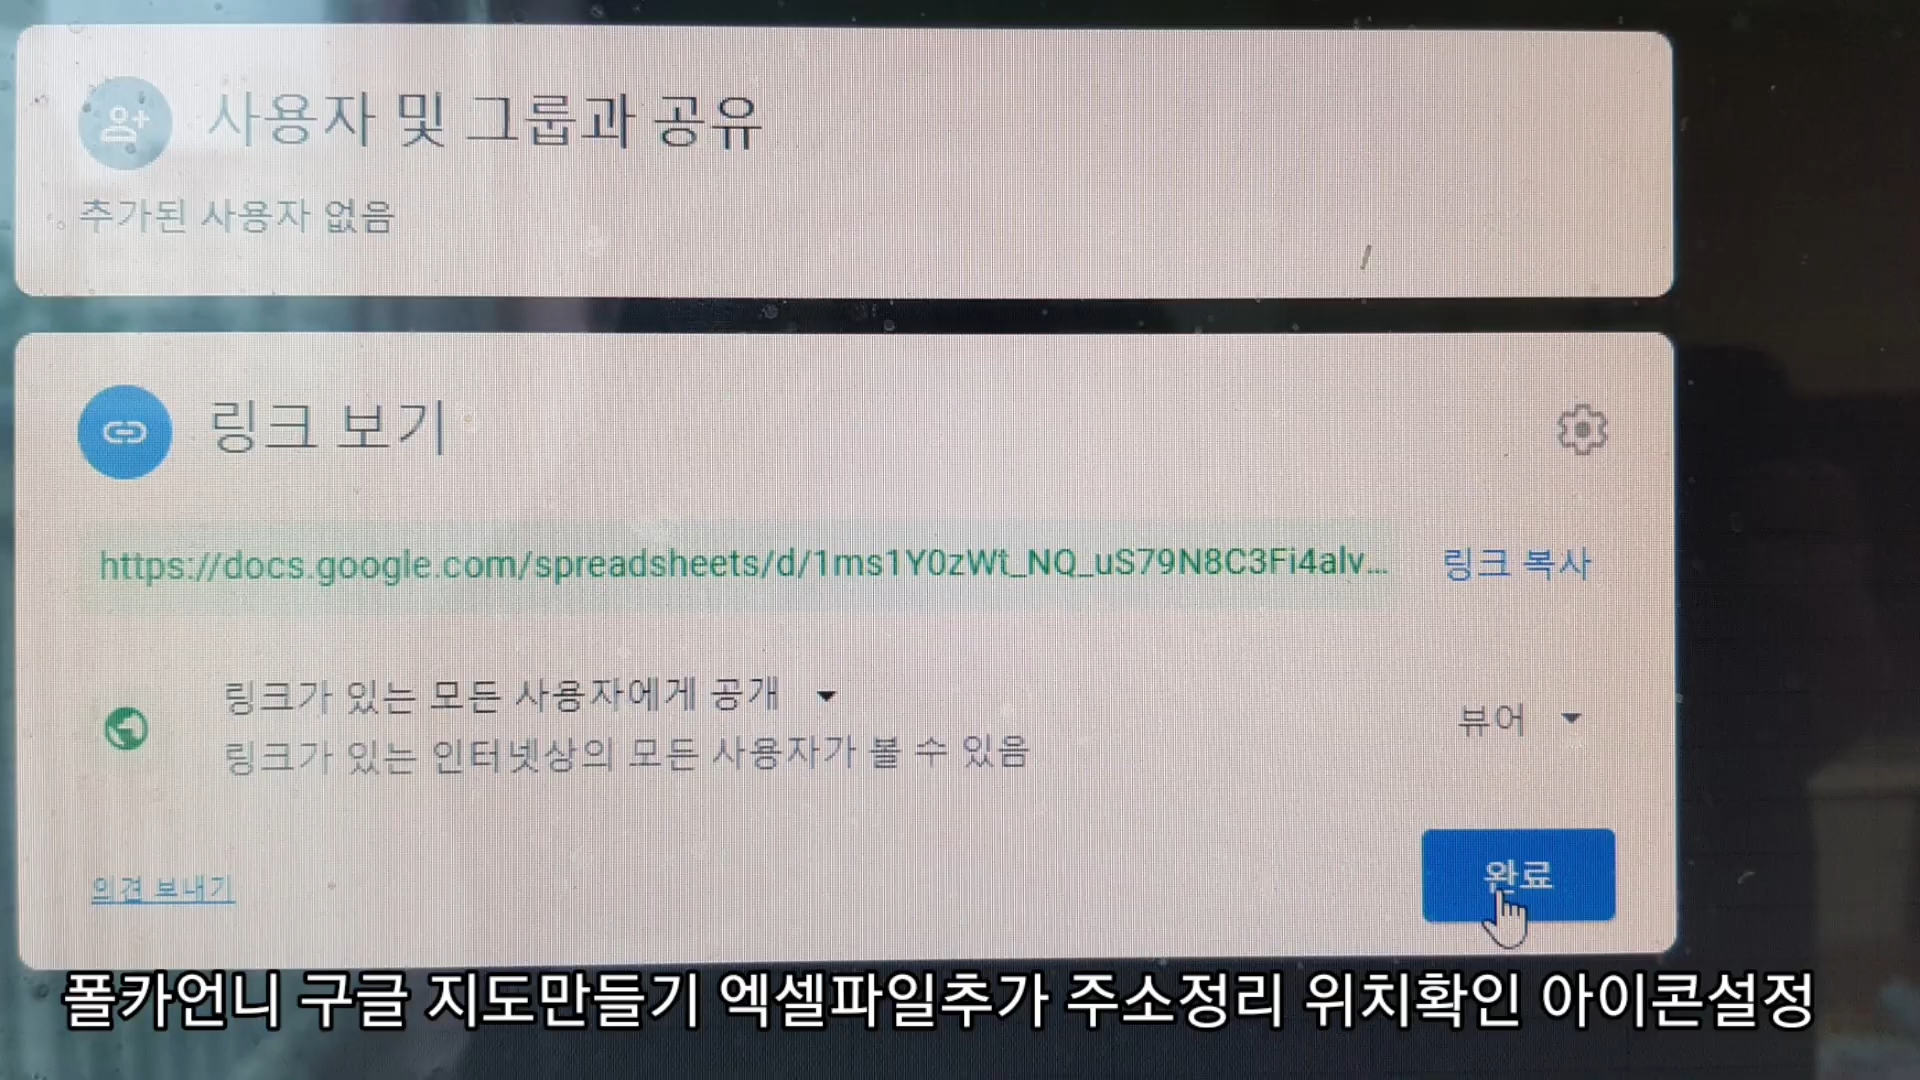 사용자 및 그룹과 공유
추가된 사용자 없음
링크 보기
https://docs.google.com/spreadsheets/d/1ms1Y0zWt_NQ_uS79N8C3Fi4alv...
링크 복사
링크가 있는 모든 사용자에게 공개
링크가 있는 인터넷상의 모든 사용자가 볼 수 있음
뷰어
의견 보내기
완료
폴카언니 구글 지도만들기 엑셀파일추가 주소정리 위치확인 아이콘설정